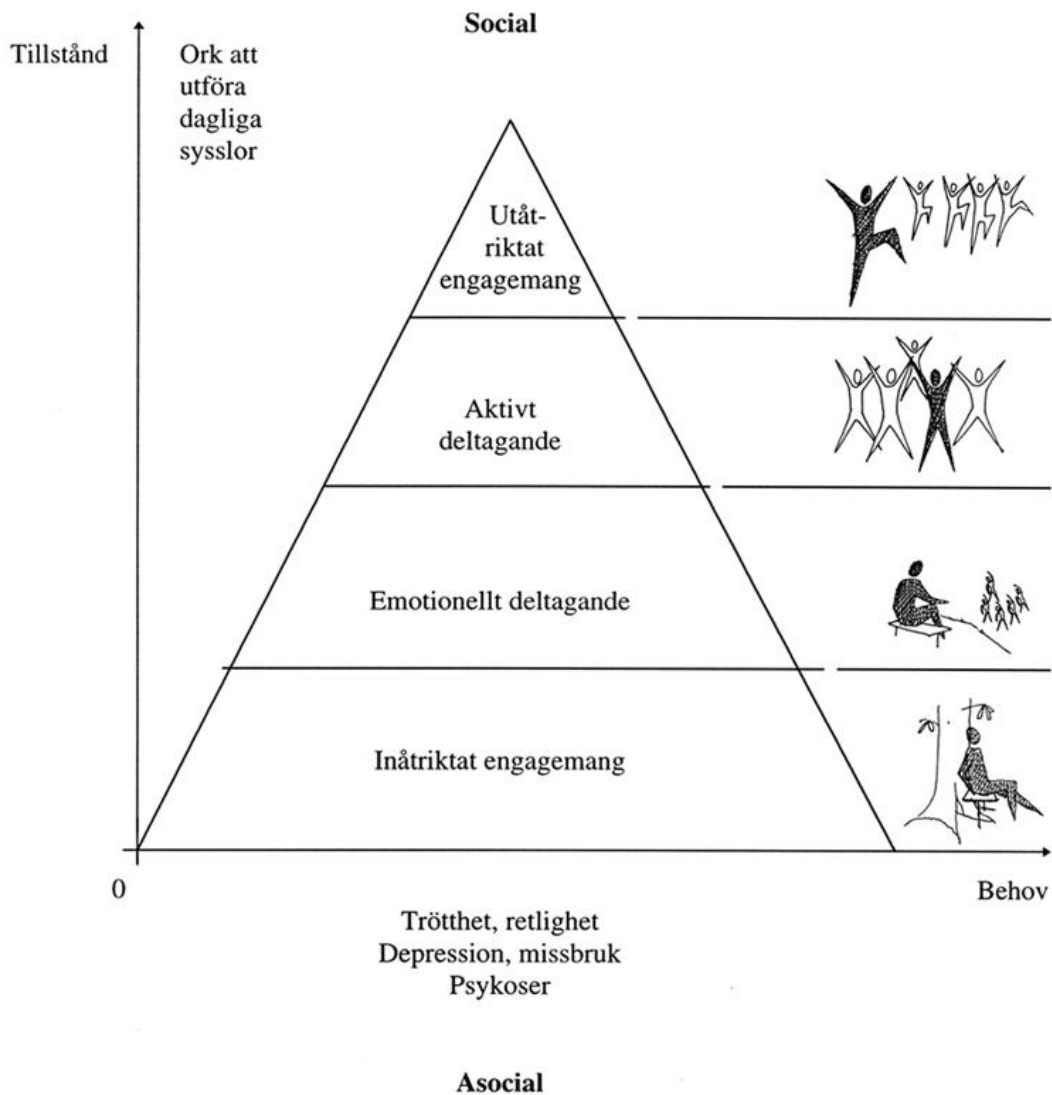 Social
Tillstånd
Ork att
utföra
dagliga
sysslor
Utåt-
riktat
engagemang
Aktivt
deltagande
Emotionellt deltagande
Inåtriktat engagemang
0
Behov
Trötthet, retlighet
Depression, missbruk
Psykoser
Asocial